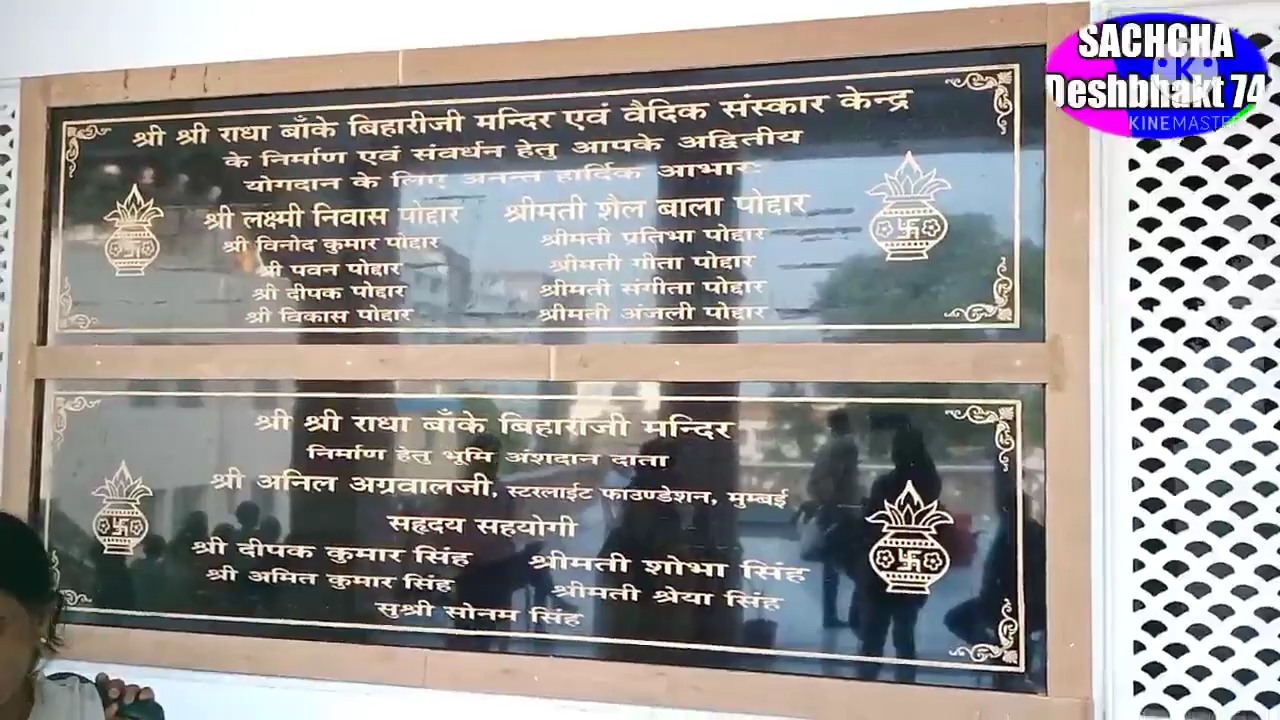 श्री श्री राधा बाँके बिहारीजी मन्दिर एवं वैदिक संस्कार केन्द्र
के निर्माण एवं संवर्धन हेतु आपके अद्वितीय
योगदान के लिए अनन्त हार्दिक आभार
श्री लक्ष्मी निवास पोद्दार श्रीमती शैल बाला पोद्दार
श्री विनोद कुमार पोद्दार श्रीमती प्रतिभा पोद्दार
श्री पवन पोद्दार श्रीमती गीता पोद्दार
श्री दीपक पोद्दार श्रीमती संगीता पोद्दार
श्री विकास पोद्दार श्रीमती अंजली पोद्दार
श्री श्री राधा बाँके बिहारीजी मन्दिर
निर्माण हेतु भूमि अंशदान दाता
श्री अनिल अग्रवालजी, स्टरलाईट फाउण्डेशन, मुम्बई
सहृदय सहयोगी
श्री दीपक कुमार सिंह श्रीमती शोभा सिंह
श्री अमित कुमार सिंह श्रीमती श्रेया सिंह
सुश्री सोनम सिंह
SACHCHA
Deshbhakt 74
K
KINEMASTER